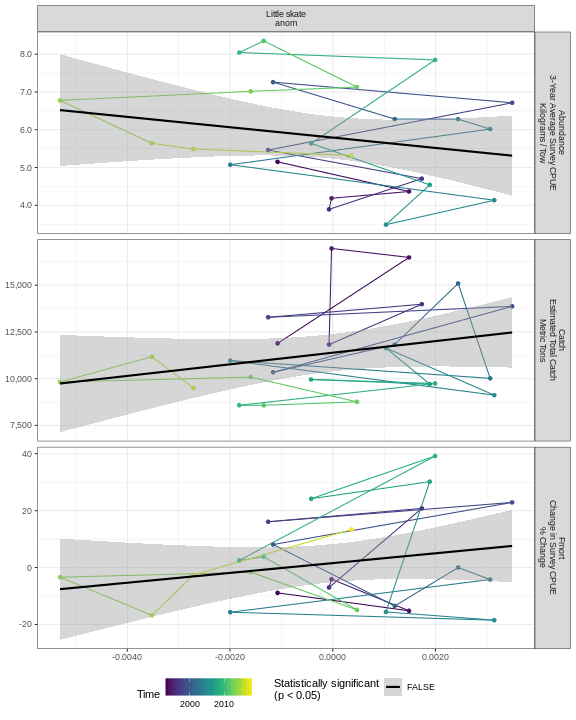 Little skate
anorn
8.0
7.0
6.0
5.0
4.0
Abundance
3-Year Average Survey CPUE
Kilograms / Tow
15,000
12,500
10,000
7,500
Catch
Estimated Total Catch
Metric Tons
40
20
0
-20
Fmort
Change in Survey CPUE
% Change
-0.0040 -0.0020 0.0000 0.0020
Time
2000 2010
Statistically significant
(p < 0.05)
FALSE